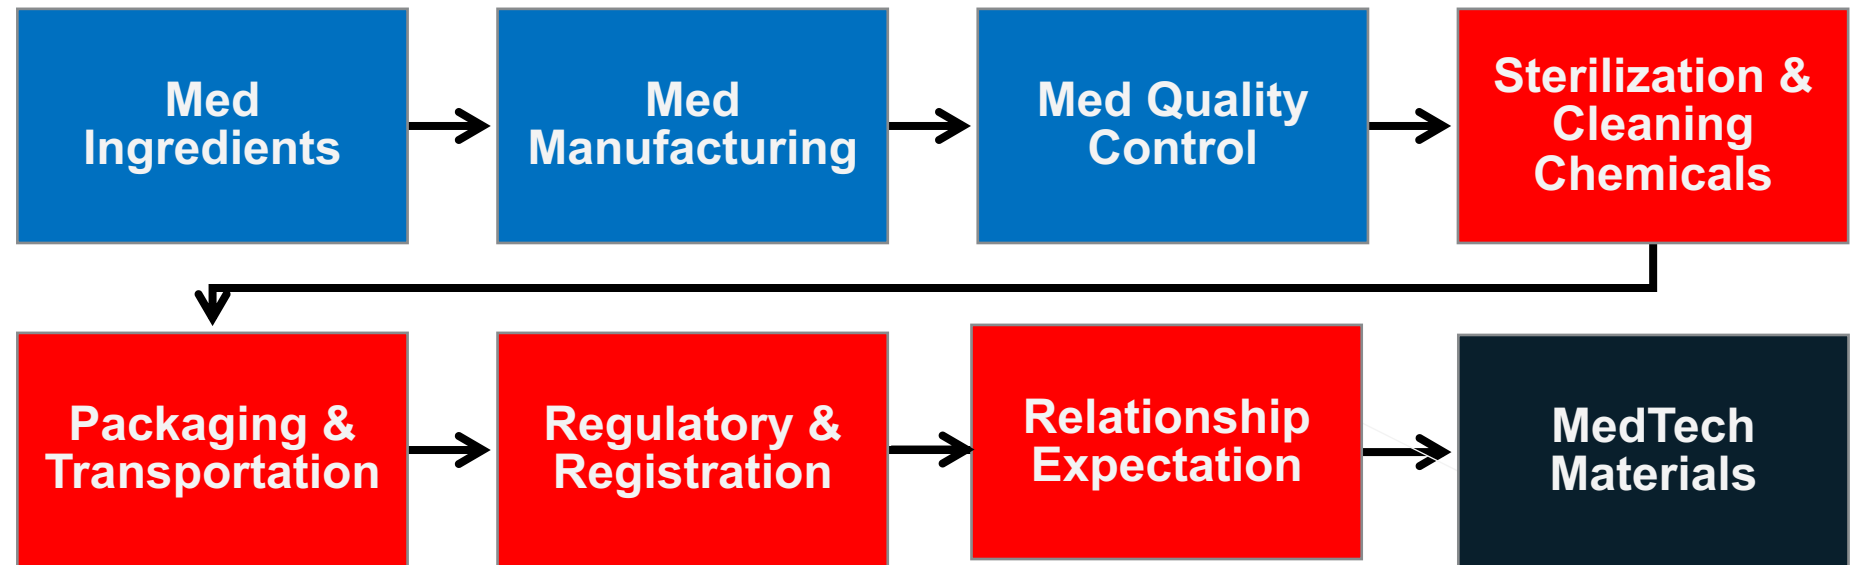 Med
Ingredients
Med
Manufacturing
Med Quality
Control
Sterilization &
Cleaning
Chemicals
Packaging &
Transportation
Regulatory &
Registration
Relationship
Expectation
MedTech
Materials